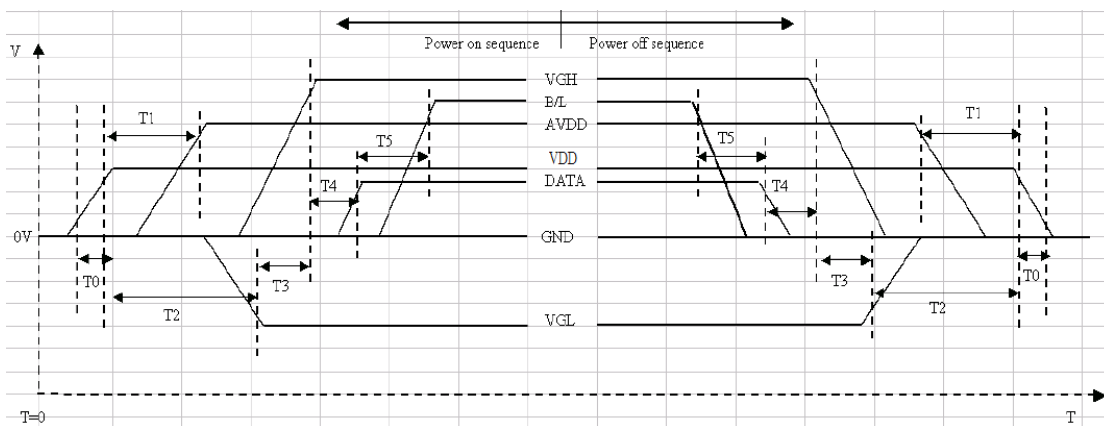 Power on sequence
Power off sequence
V
VGH
B/L
T1
AVDD
T5
T5
T1
VDD
DATA
T4
T4
0V
GND
T0
T3
T3
T0
T2
T2
VGL
T=0
T